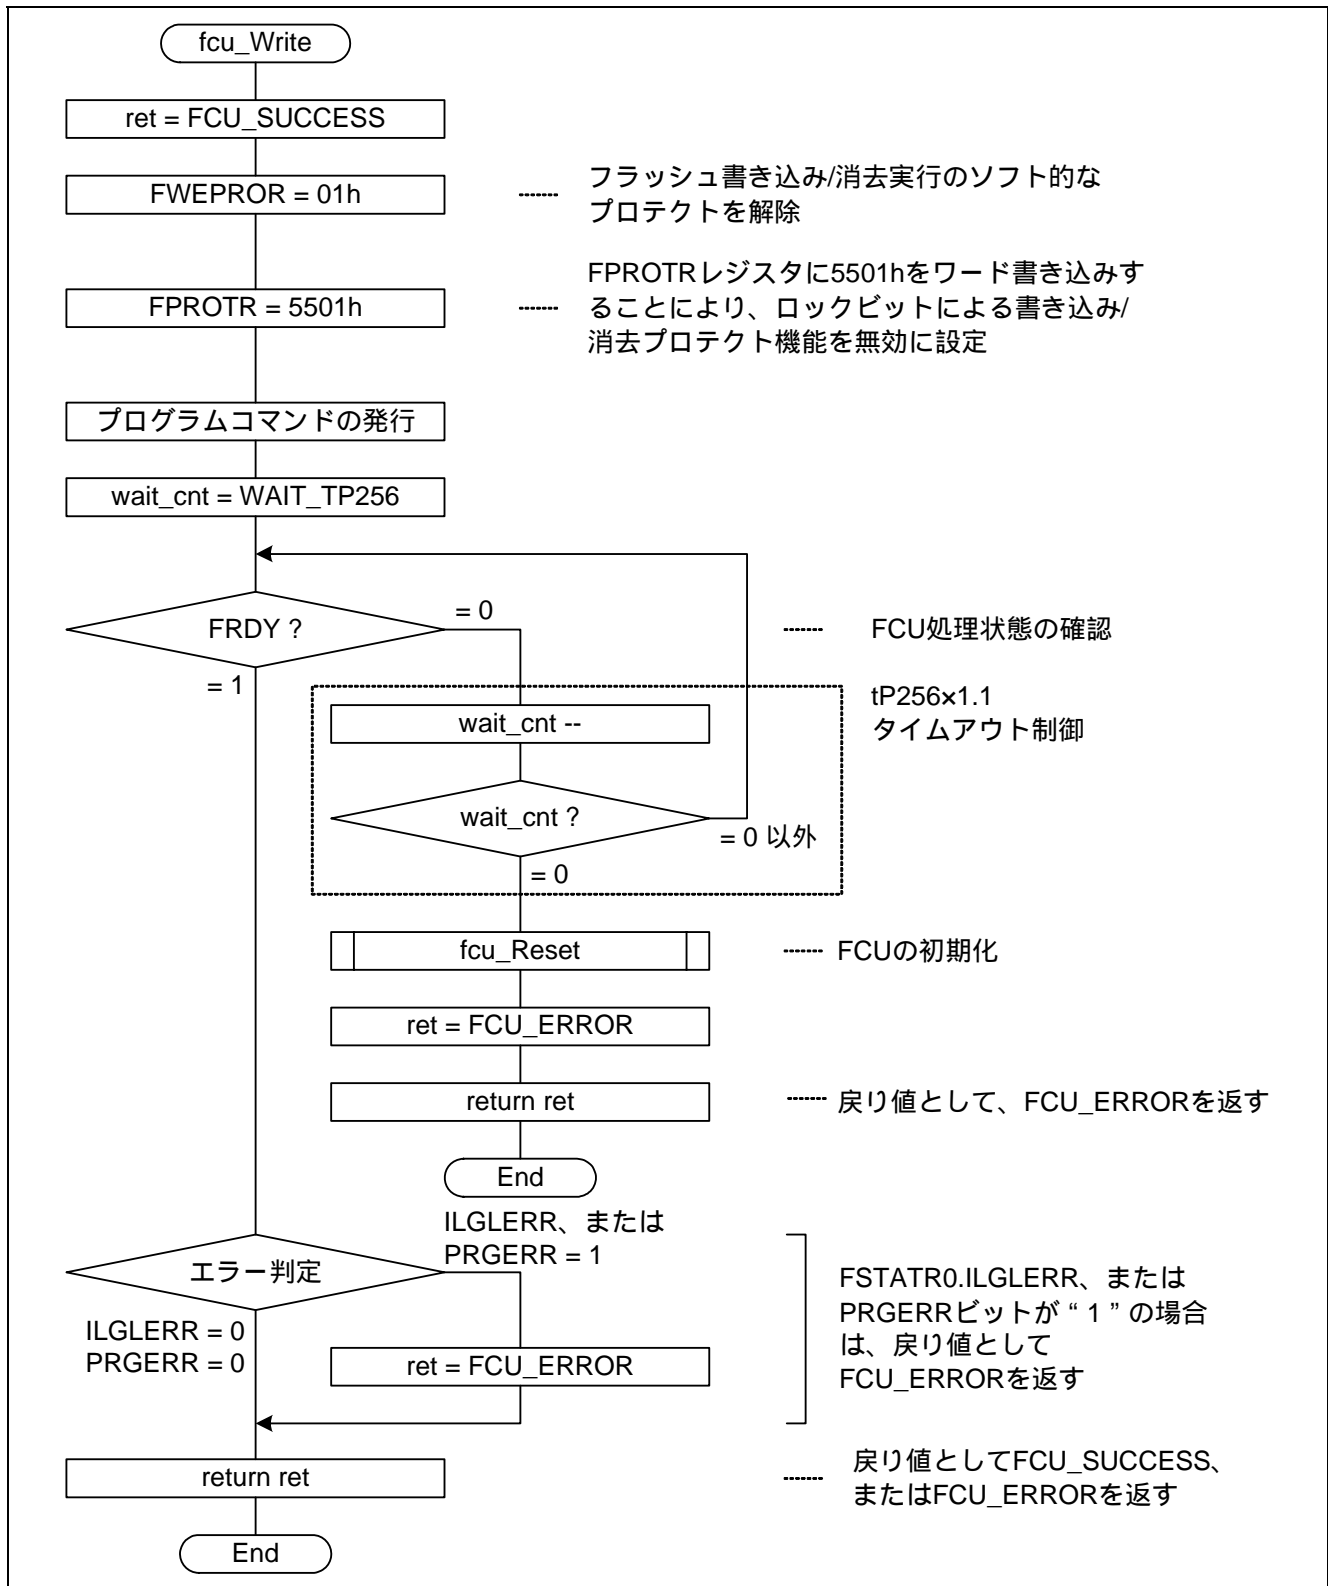 fcu_Write
ret = FCU_SUCCESS
FWEPROR = 01h
フラッシュ書き込み/消去実行のソフト的な
プロテクトを解除
FPROTR = 5501h
FPROTRレジスタに5501hをワード書き込みす
ることにより、ロックビットによる書き込み/
消去プロテクト機能を無効に設定
プログラムコマンドの発行
wait_cnt = WAIT_TP256
FRDY ?
= 0
FCU処理状態の確認
= 1
tP256×1.1
タイムアウト制御
wait_cnt --
wait_cnt ?
= 0 以外
= 0
fcu_Reset
FCUの初期化
ret = FCU_ERROR
return ret
戻り値として、FCU_ERRORを返す
End
ILGLERR、または
PRGERR = 1
エラー判定
ILGLERR = 0
PRGERR = 0
ret = FCU_ERROR
FSTATR0.ILGLERR、または
PRGERRビットが “ 1 ” の場合
は、戻り値として
FCU_ERRORを返す
return ret
戻り値としてFCU_SUCCESS、
またはFCU_ERRORを返す
End